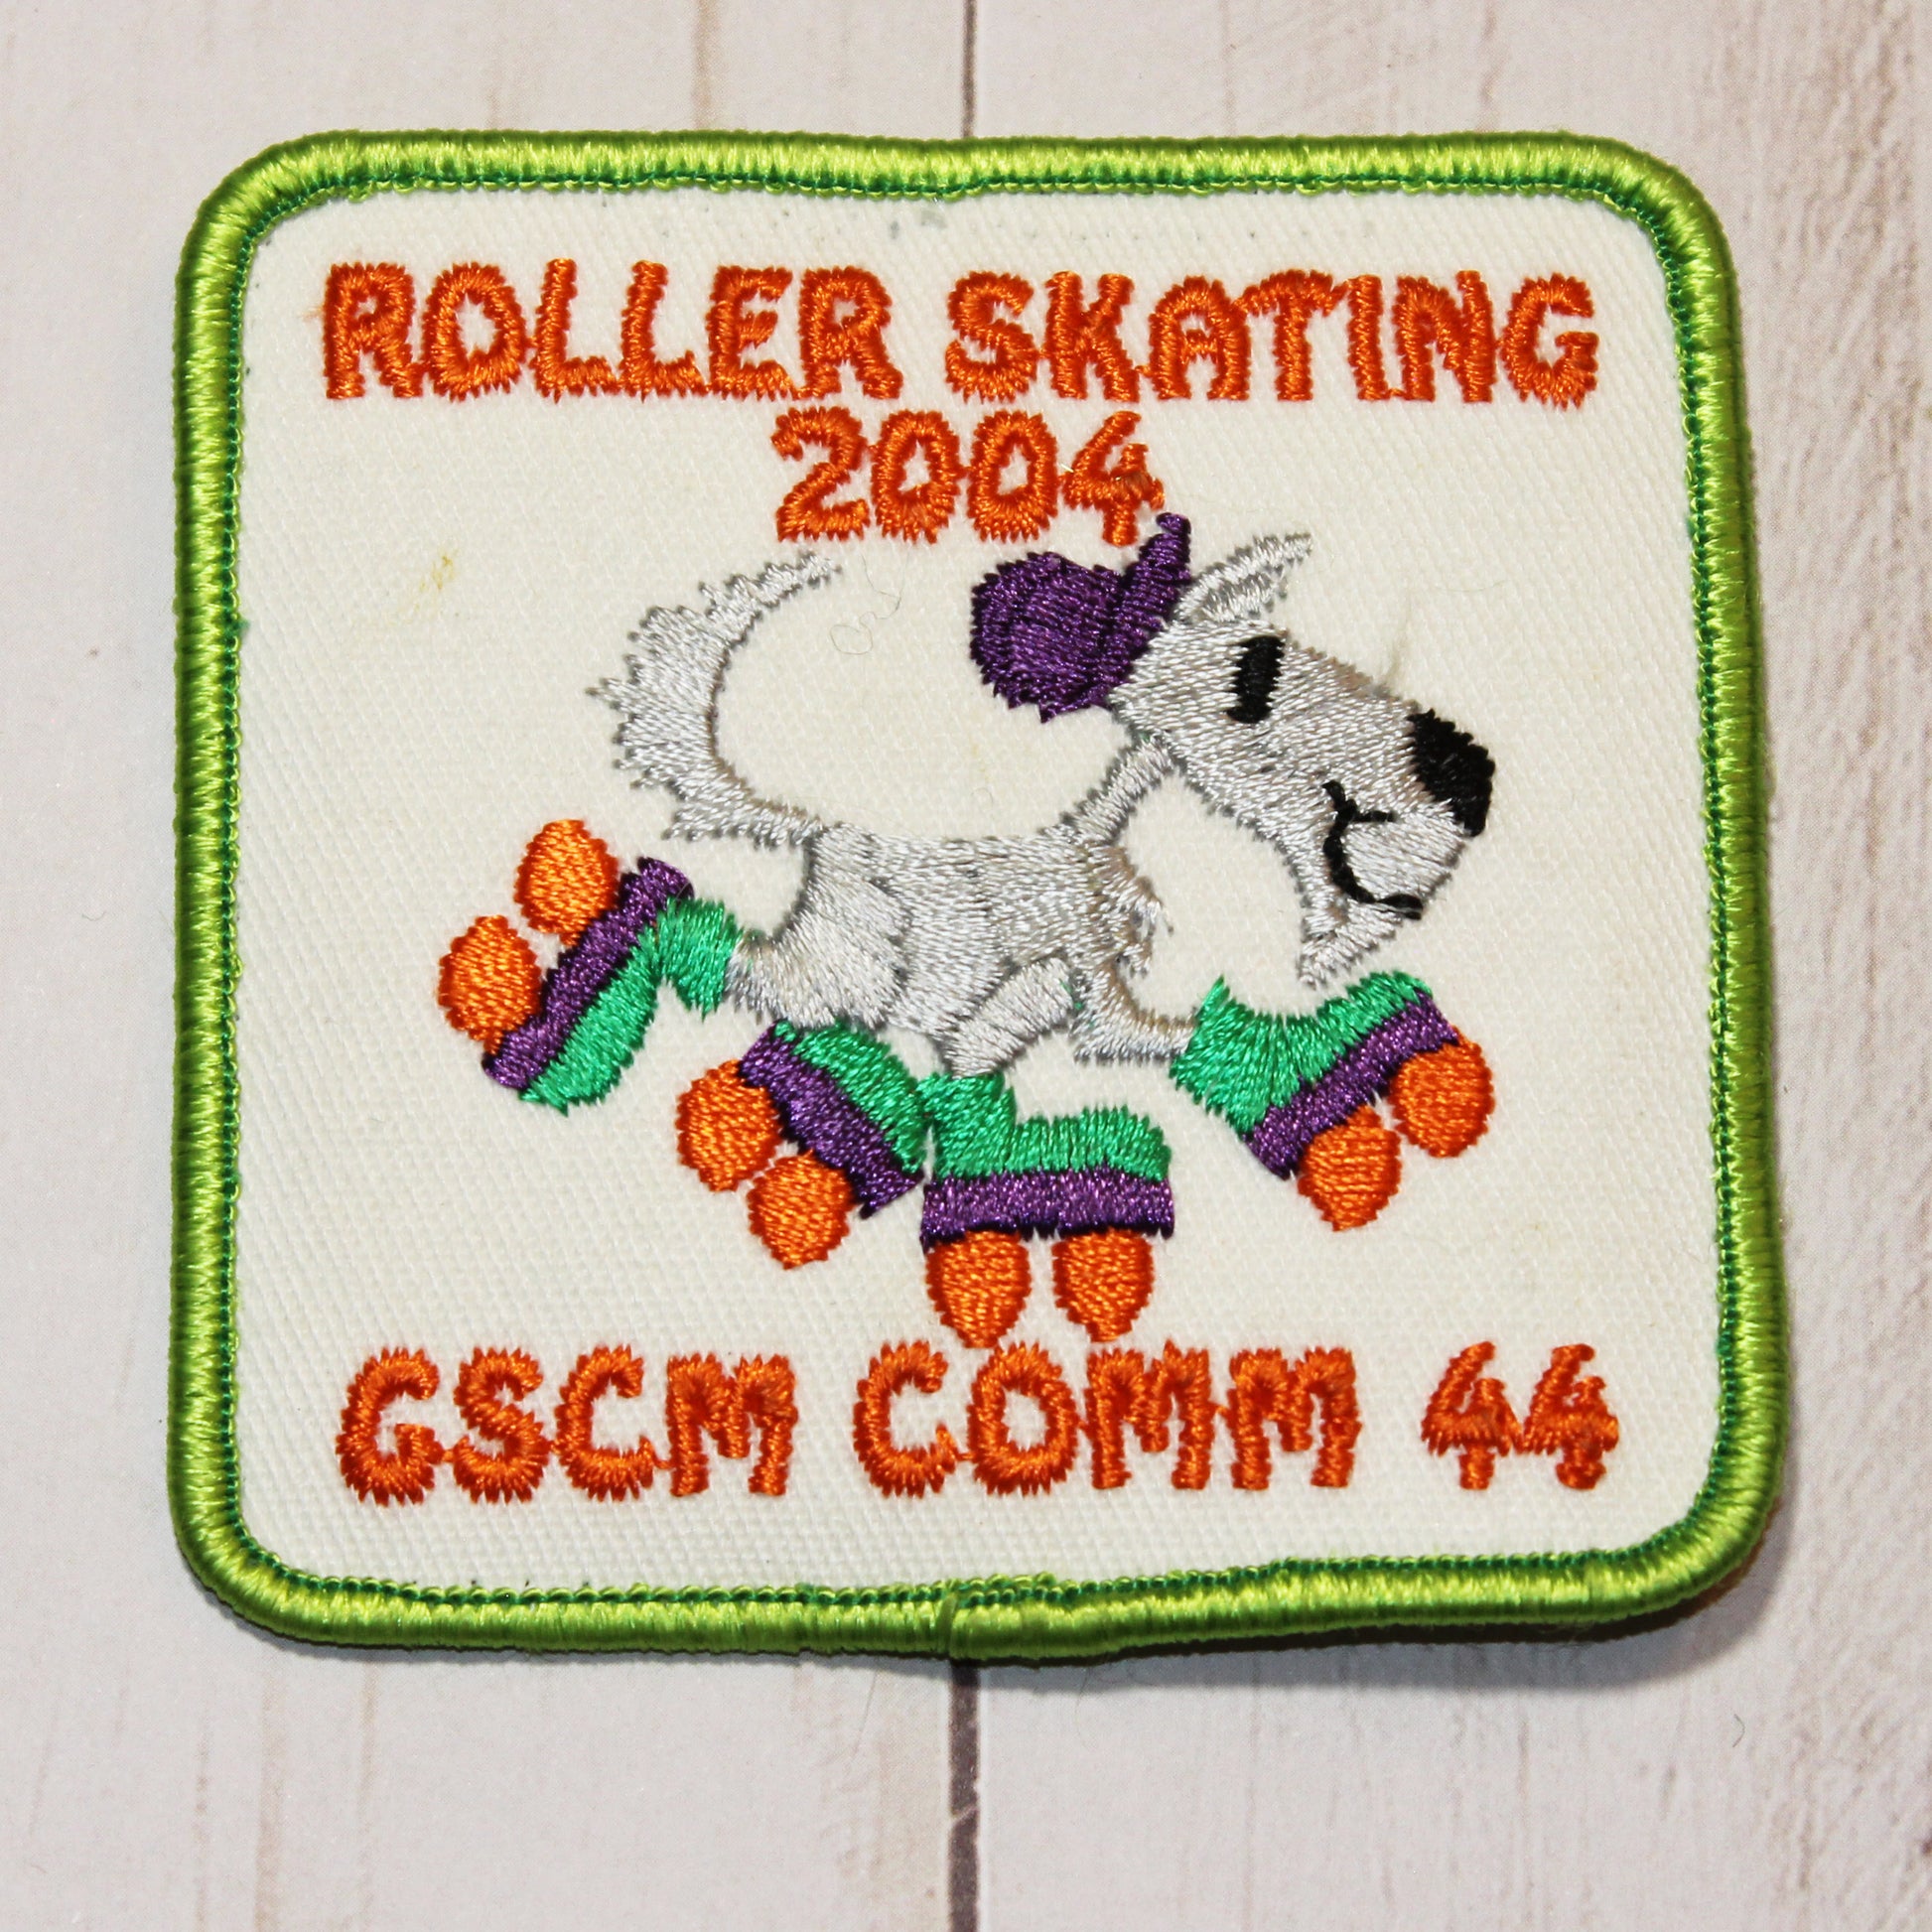 ROLLER SKATING
2004
GSCM COMM 44